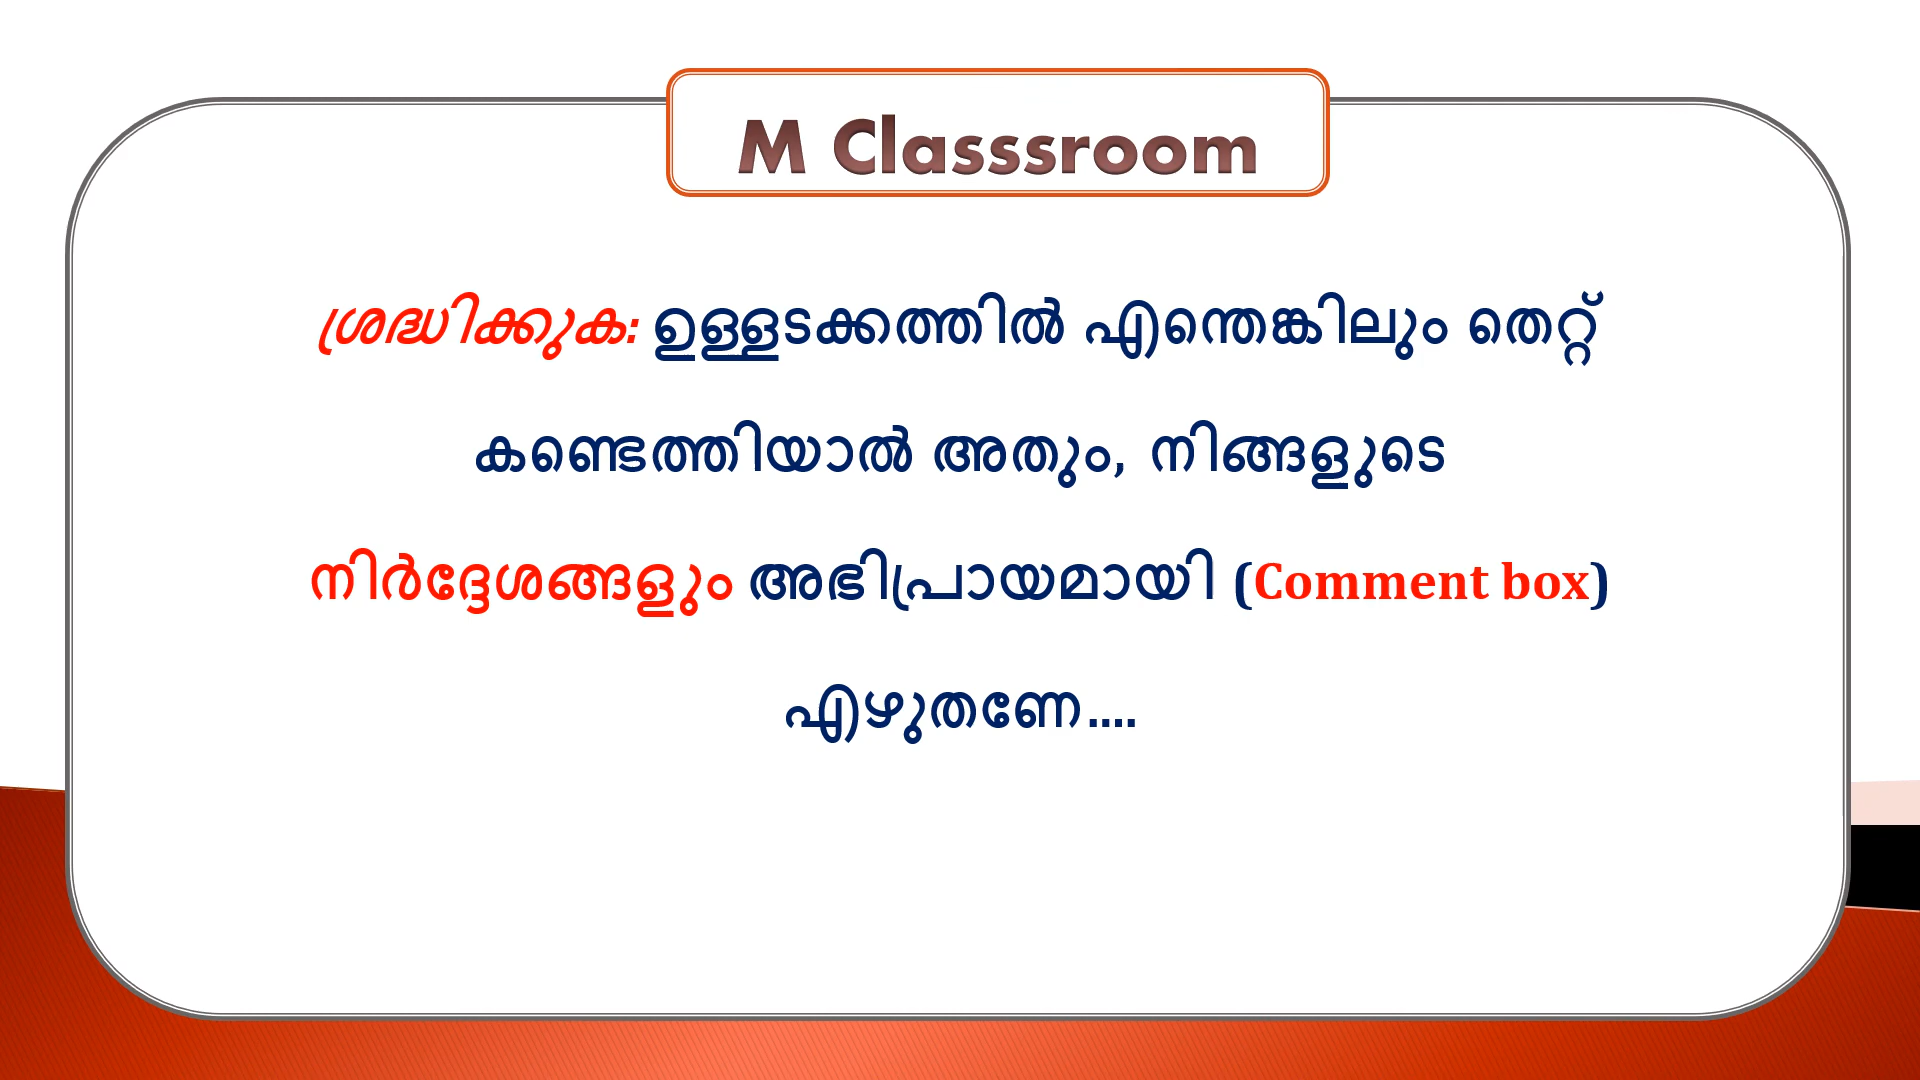 M Classsroom
ശ്രദ്ധിക്കുക: ഉള്ളടക്കത്തിൽ എന്തെങ്കിലും തെറ്റ്
കണ്ടെത്തിയാൽ അതും, നിങ്ങളുടെ
നിർദ്ദേശങ്ങളും അഭിപ്രായമായി (Comment box)
എഴുതണേ....